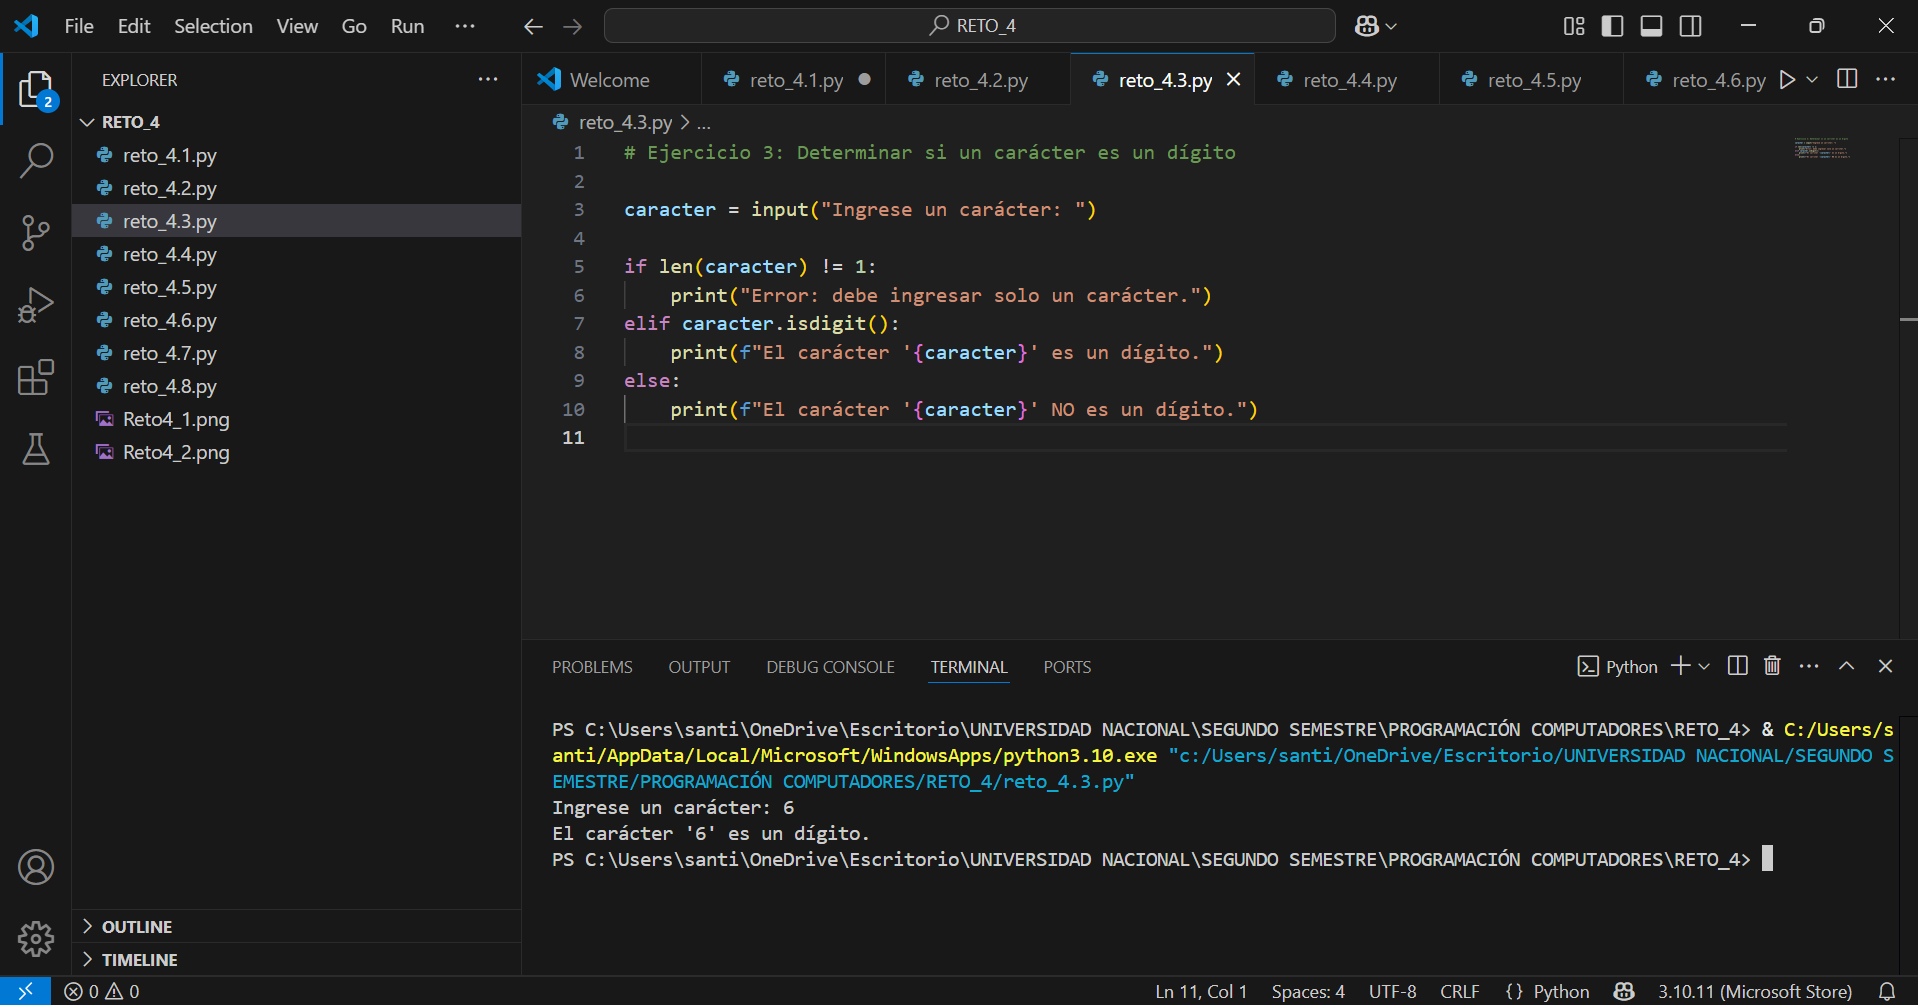 File Edit Selection View Go Run ···
RETO_4
EXPLORER
RETO_4
reto_4.1.py
reto_4.2.py
reto_4.3.py
reto_4.4.py
reto_4.5.py
reto_4.6.py
reto_4.7.py
reto_4.8.py
Reto4_1.png
Reto4_2.png
OUTLINE
TIMELINE
2
Welcome reto_4.1.py reto_4.2.py reto_4.3.py reto_4.4.py reto_4.5.py reto_4.6.py
reto_4.3.py > ...
1 # Ejercicio 3: Determinar si un carácter es un dígito
2
3 caracter = input("Ingrese un carácter: ")
4
5 if len(caracter) != 1:
6     print("Error: debe ingresar solo un carácter.")
7 elif caracter.isdigit():
8     print(f"El carácter '{caracter}' es un dígito.")
9 else:
10     print(f"El carácter '{caracter}' NO es un dígito.")
11
PROBLEMS OUTPUT DEBUG CONSOLE TERMINAL PORTS
Python
PS C:\Users\santi\OneDrive\Escritorio\UNIVERSIDAD NACIONAL\SEGUNDO SEMESTRE\PROGRAMACIÓN COMPUTADORES\RETO_4> & C:/Users/s
anti/AppData/Local/Microsoft/WindowsApps/python3.10.exe "c:/Users/santi/OneDrive/Escritorio/UNIVERSIDAD NACIONAL/SEGUNDO S
EMESTRE/PROGRAMACIÓN COMPUTADORES/RETO_4/reto_4.3.py"
Ingrese un carácter: 6
El carácter '6' es un dígito.
PS C:\Users\santi\OneDrive\Escritorio\UNIVERSIDAD NACIONAL\SEGUNDO SEMESTRE\PROGRAMACIÓN COMPUTADORES\RETO_4>
0 0
Ln 11, Col 1 Spaces: 4 UTF-8 CRLF {} Python 3.10.11 (Microsoft Store)